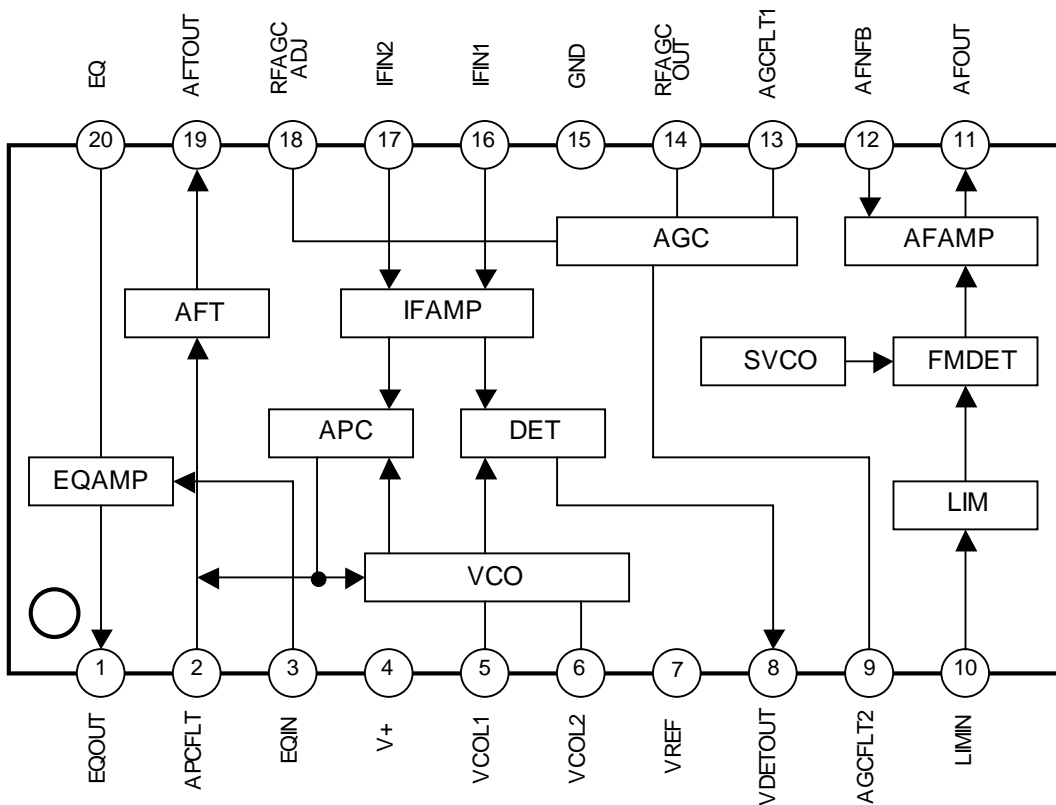 EQ
AFTOUT
RFAGC
ADJ
IFIN2
IFIN1
GND
RFAGC
OUT
AGCFLT1
AFNFB
AFOUT
20
19
18
17
16
15
14
13
12
11
AGC
AFAMP
AFT
IFAMP
SVCO
FMDET
APC
DET
EQAMP
LIM
VCO
1
2
3
4
5
6
7
8
9
10
EQOUT
APCFLT
EQIN
V+
VCOL1
VCOL2
VREF
VDETOUT
AGCFLT2
LIMIN